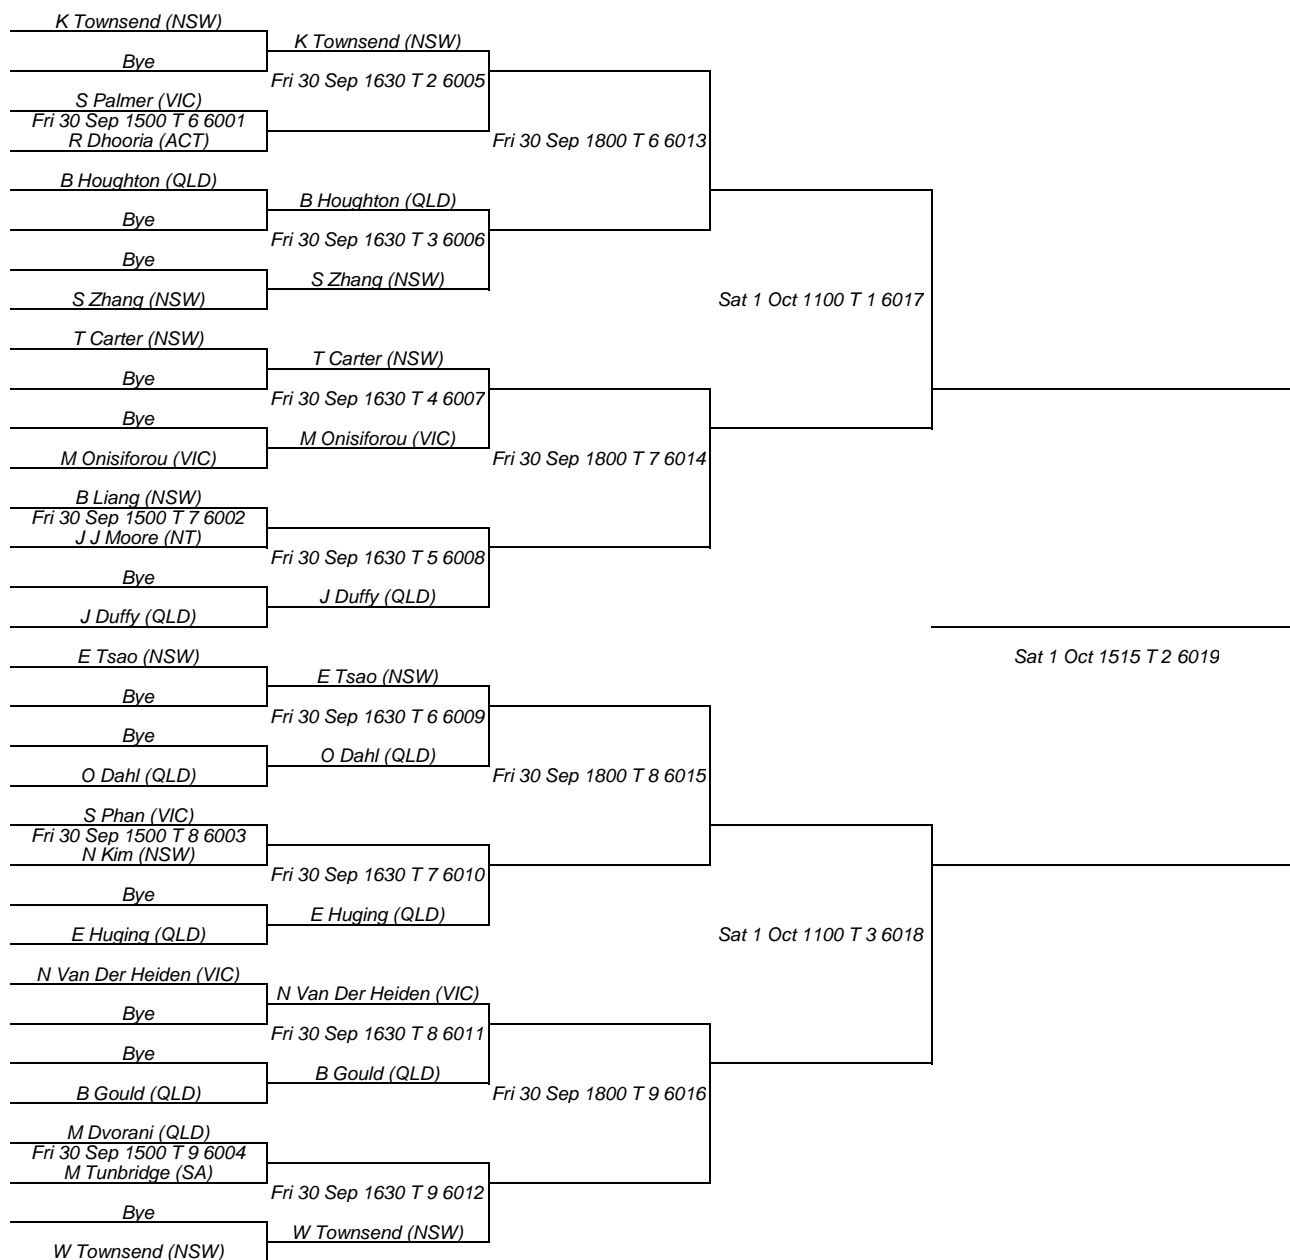 K Townsend (NSW)
K Townsend (NSW)
Bye
Fri 30 Sep 1630 T 2 6005
S Palmer (VIC)
Fri 30 Sep 1500 T 6 6001
R Dhooria (ACT)
Fri 30 Sep 1800 T 6 6013
B Houghton (QLD)
B Houghton (QLD)
Bye
Fri 30 Sep 1630 T 3 6006
Bye
S Zhang (NSW)
S Zhang (NSW)
Sat 1 Oct 1100 T 1 6017
T Carter (NSW)
T Carter (NSW)
Bye
Fri 30 Sep 1630 T 4 6007
Bye
M Onisiforou (VIC)
M Onisiforou (VIC)
Fri 30 Sep 1800 T 7 6014
B Liang (NSW)
Fri 30 Sep 1500 T 7 6002
J J Moore (NT)
Fri 30 Sep 1630 T 5 6008
Bye
J Duffy (QLD)
J Duffy (QLD)
E Tsao (NSW)
Sat 1 Oct 1515 T 2 6019
E Tsao (NSW)
Bye
Fri 30 Sep 1630 T 6 6009
Bye
O Dahl (QLD)
O Dahl (QLD)
Fri 30 Sep 1800 T 8 6015
S Phan (VIC)
Fri 30 Sep 1500 T 8 6003
N Kim (NSW)
Fri 30 Sep 1630 T 7 6010
Bye
E Huging (QLD)
E Huging (QLD)
Sat 1 Oct 1100 T 3 6018
N Van Der Heiden (VIC)
N Van Der Heiden (VIC)
Bye
Fri 30 Sep 1630 T 8 6011
Bye
B Gould (QLD)
B Gould (QLD)
Fri 30 Sep 1800 T 9 6016
M Dvorani (QLD)
Fri 30 Sep 1500 T 9 6004
M Tunbridge (SA)
Fri 30 Sep 1630 T 9 6012
Bye
W Townsend (NSW)
W Townsend (NSW)